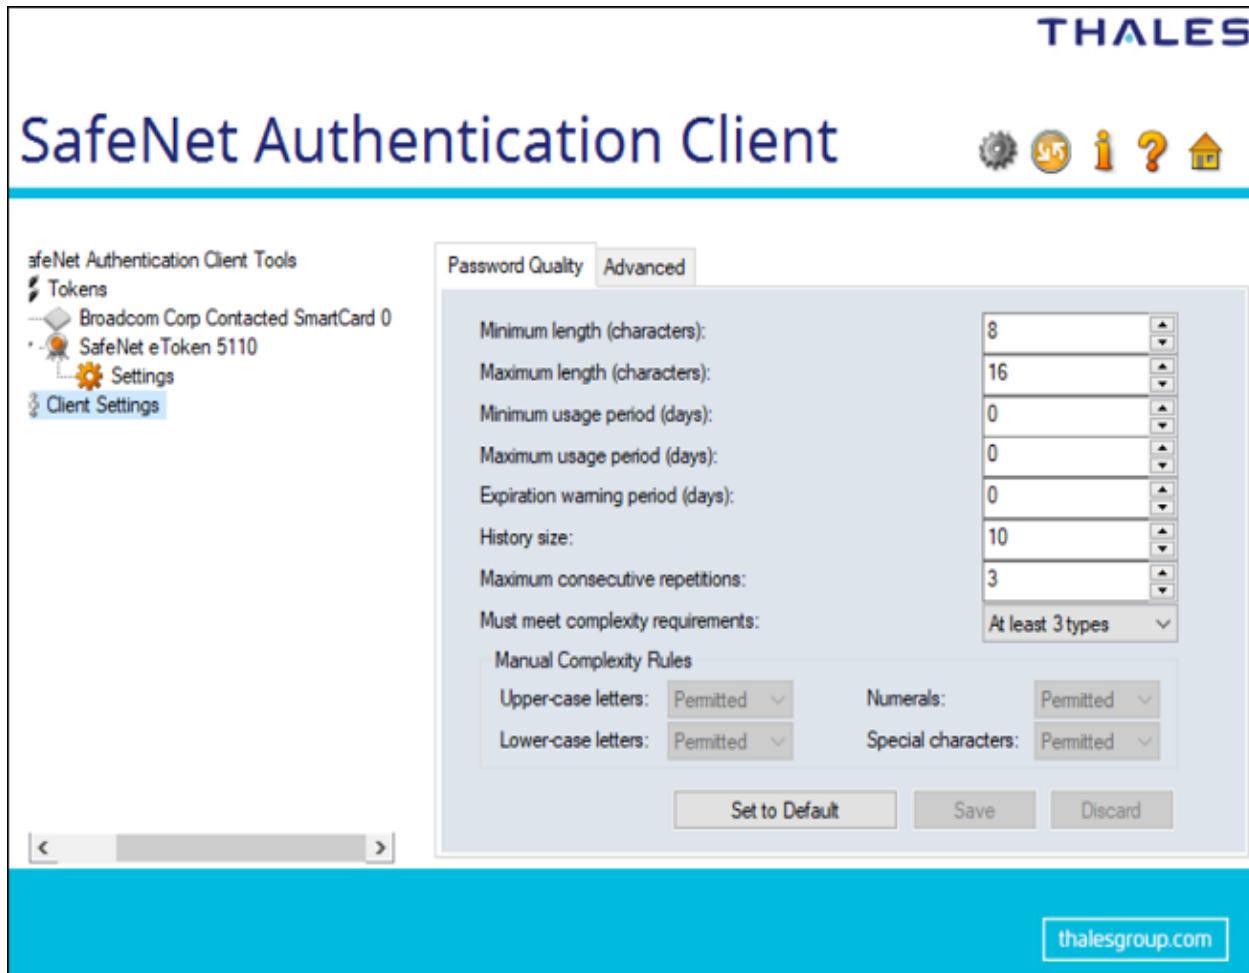 THALES
SafeNet Authentication Client
afeNet Authentication Client Tools
Tokens
Broadcom Corp Contacted SmartCard 0
SafeNet eToken 5110
Settings
Client Settings
Password Quality Advanced
Minimum length (characters): 8
Maximum length (characters): 16
Minimum usage period (days): 0
Maximum usage period (days): 0
Expiration warning period (days): 0
History size: 10
Maximum consecutive repetitions: 3
Must meet complexity requirements: At least 3 types
Manual Complexity Rules
Upper-case letters: Permitted Numerals: Permitted
Lower-case letters: Permitted Special characters: Permitted
Set to Default Save Discard
thalesgroup.com